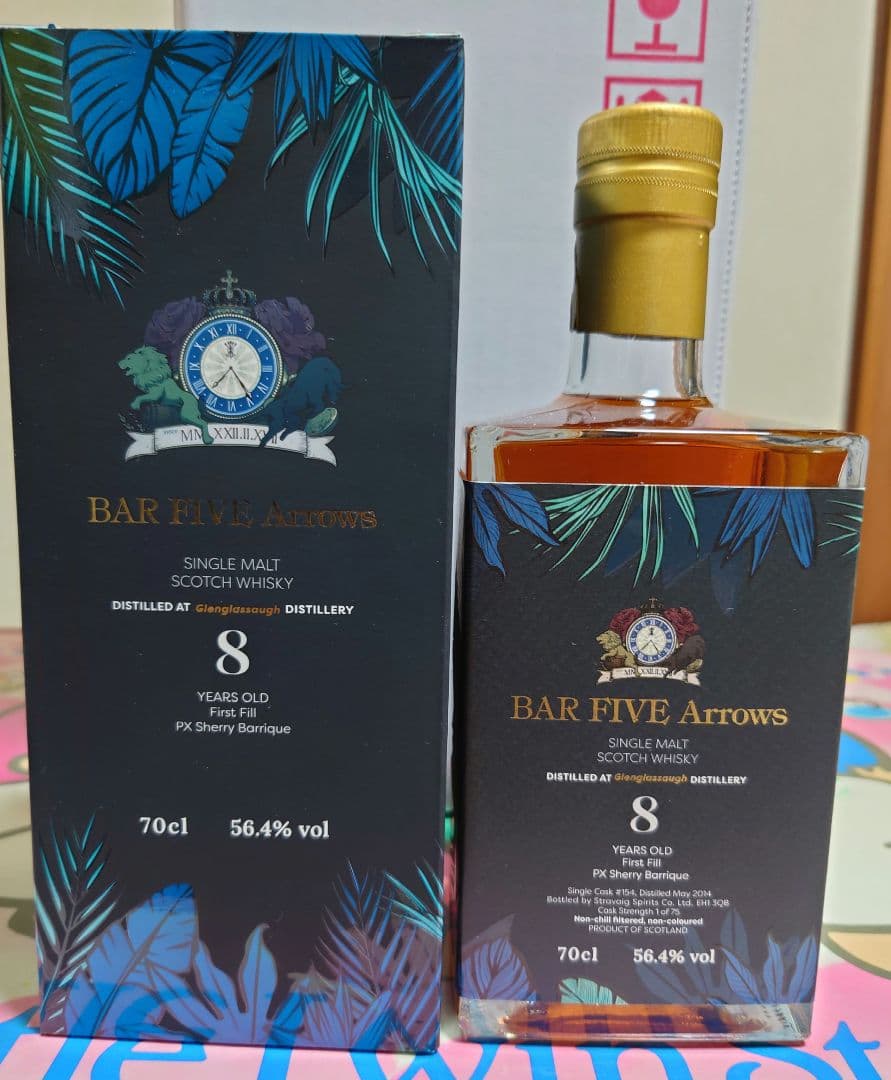 BAR FIVE Arrows
SINGLE MALT
SCOTCH WHISKY
DISTILLED AT Glenglassaugh DISTILLERY
8
YEARS OLD
First Fill
PX Sherry Barrique
70cl 56.4% vol
BAR FIVE Arrows
SINGLE MALT
SCOTCH WHISKY
DISTILLED AT Glenglassaugh DISTILLERY
8
YEARS OLD
First Fill
PX Sherry Barrique
Single Cask #154, Distilled May 2014
Bottled by Stravaig Spirits Co. Ltd. EH1 3QB
Cask Strength 1 of 75
Non-chill filtered, non-coloured
PRODUCT OF SCOTLAND
70cl 56.4% vol